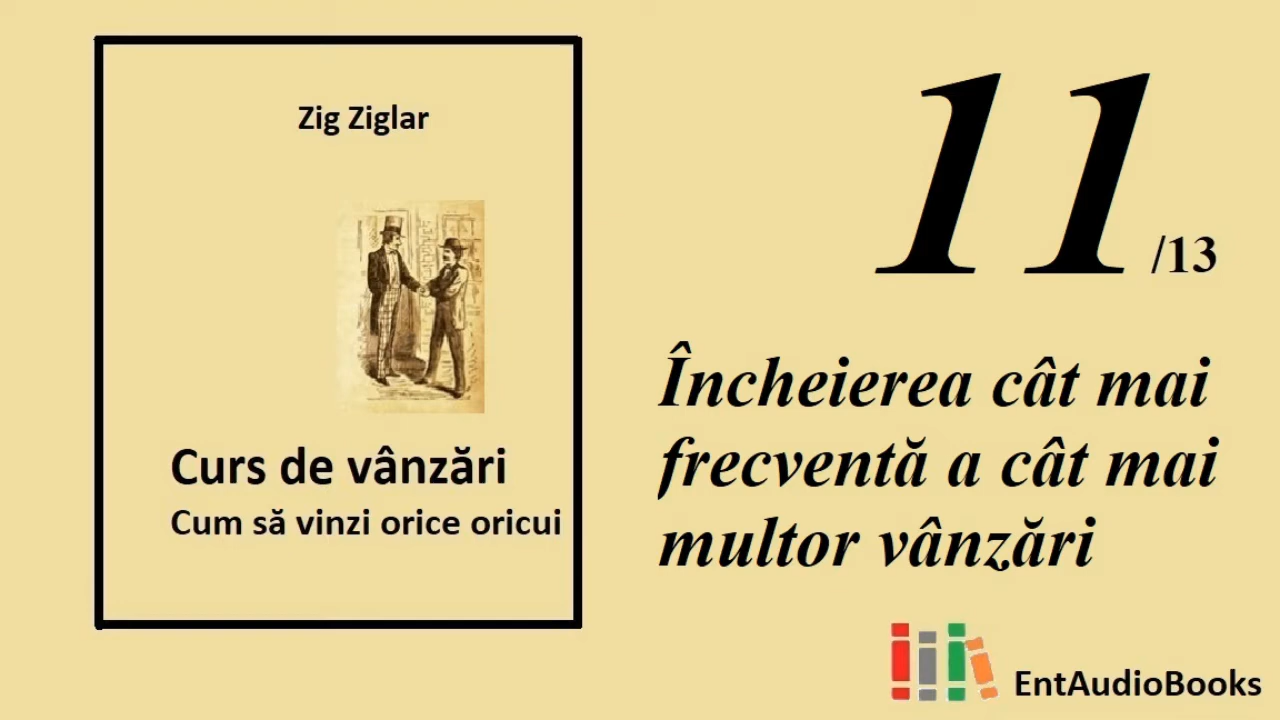 Zig Ziglar
Curs de vânzări
Cum să vinzi orice oricui
11/13
Încheierea cât mai
frecventă a cât mai
multor vânzări
EntAudioBooks